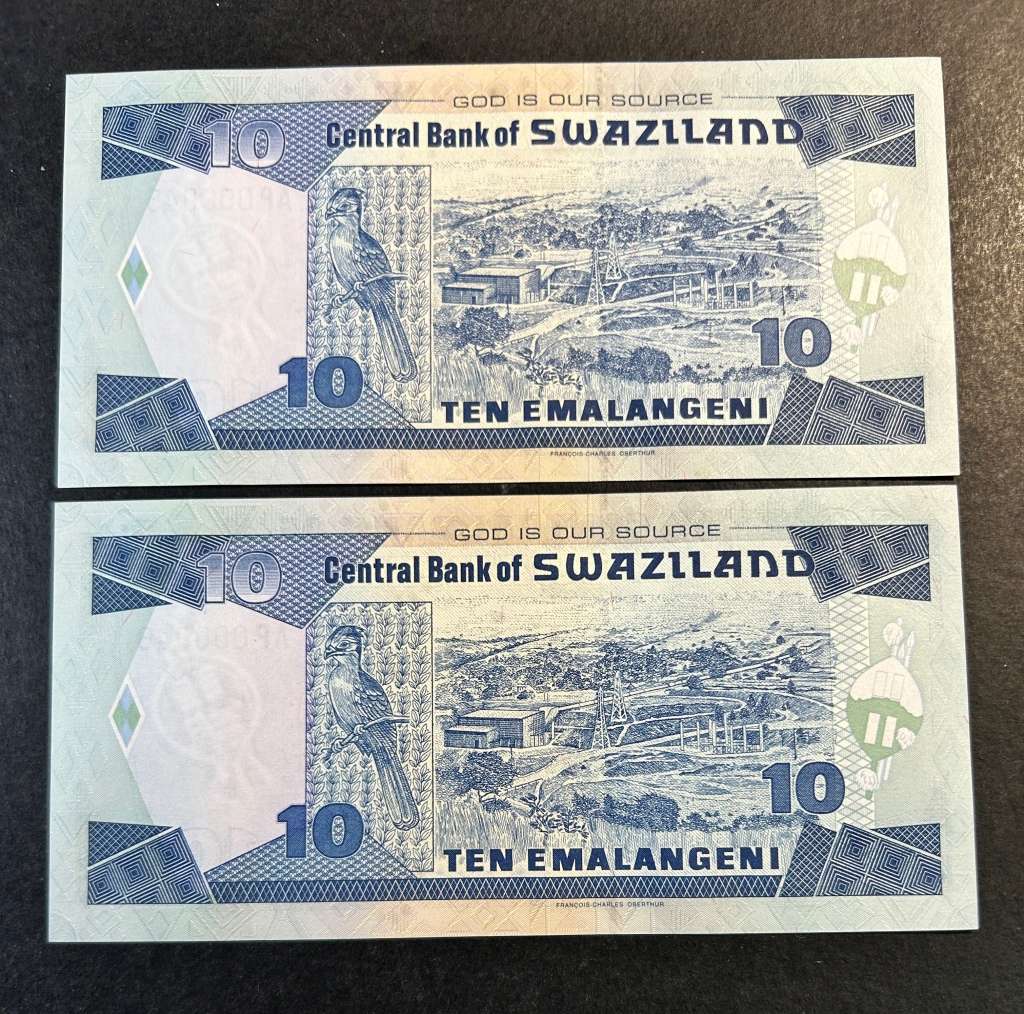 GOD IS OUR SOURCE
10
Central Bank of SWAZILAND
10
10
TEN EMALANGENI
FRANÇOIS-CHARLES OBERTHUR
GOD IS OUR SOURCE
10
Central Bank of SWAZILAND
10
10
TEN EMALANGENI
FRANÇOIS-CHARLES OBERTHUR